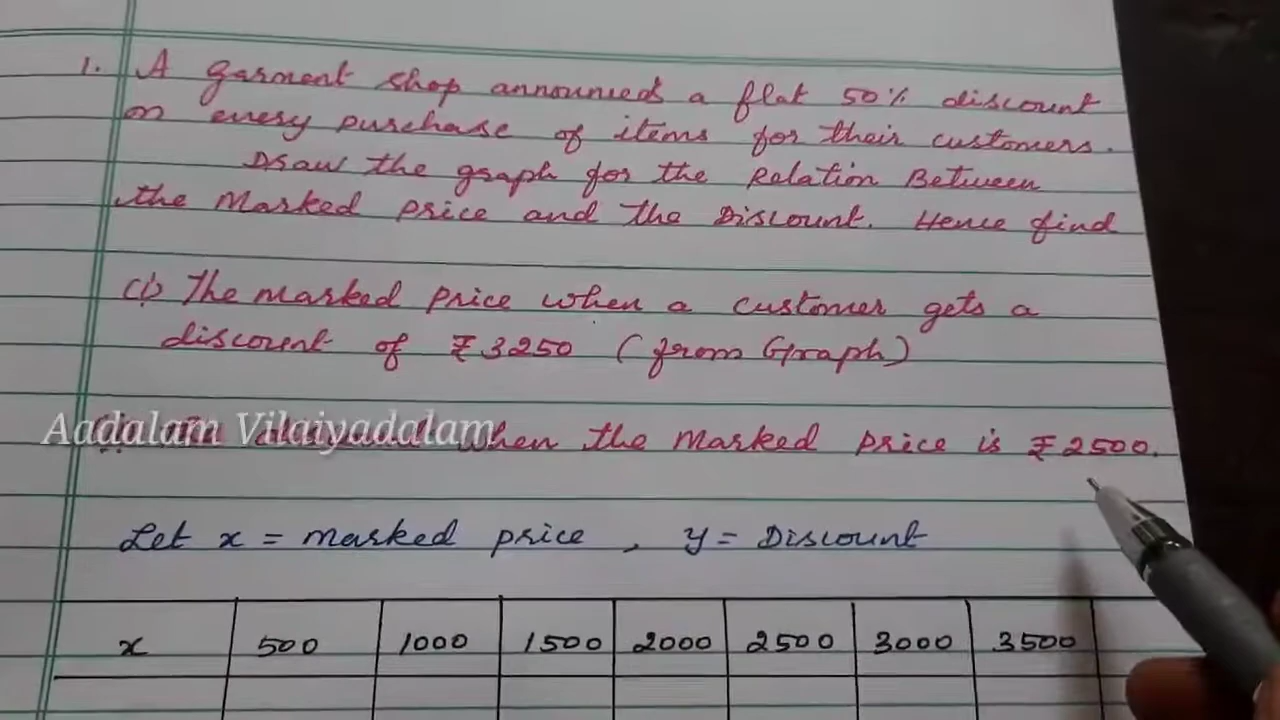 1. A garment shop announced a flat 50% discount
on every purchase of items for their customers.
Draw the graph for the Relation Between
the Marked price and the Discount. Hence find
(i) The marked price when a customer gets a
discount of ₹3250 (from Graph)
Aadalam Vilaiyadalam
when the Marked price is ₹2500.
Let x = marked price , y = Discount
x 500 1000 1500 2000 2500 3000 3500